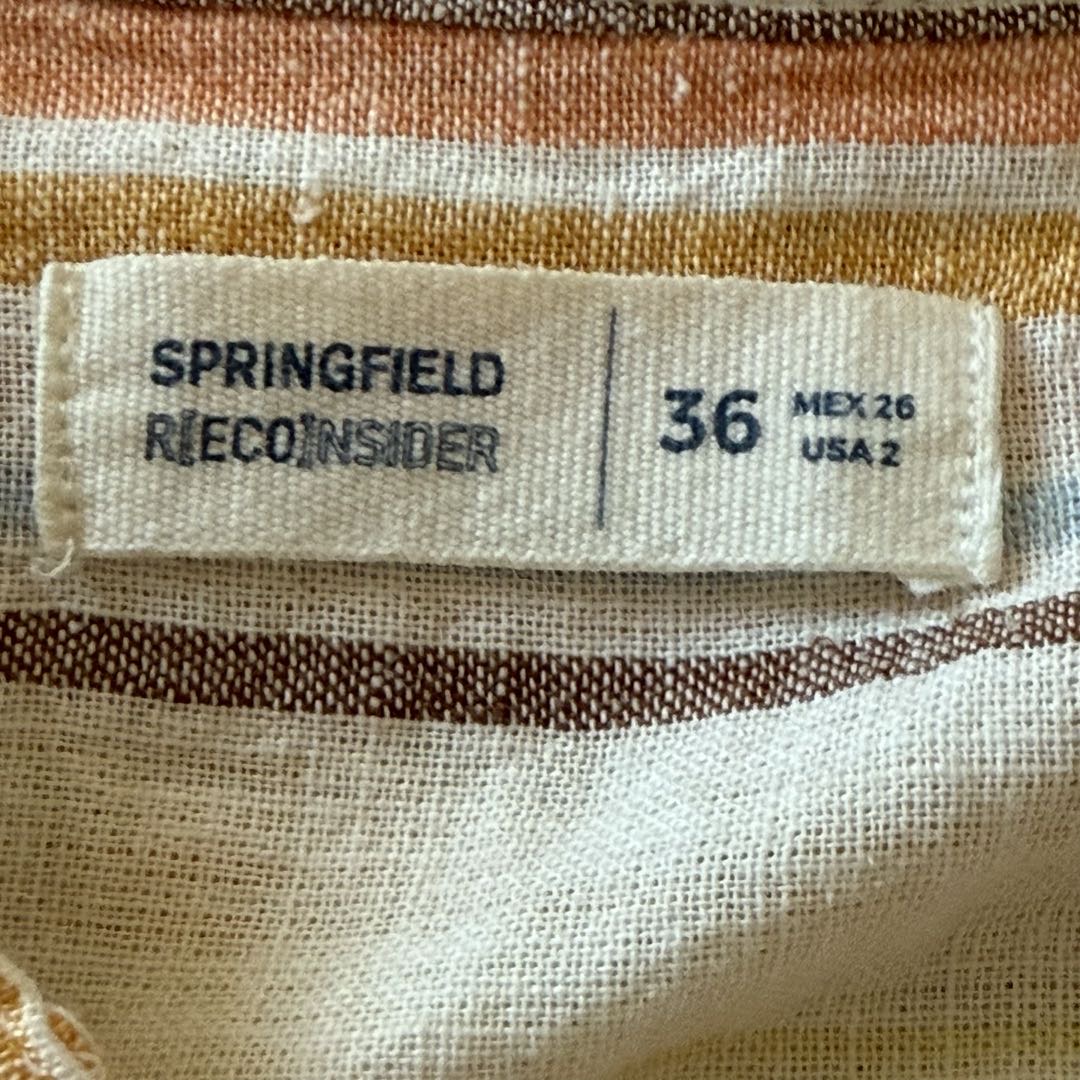 SPRINGFIELD
R[ECO]NSIDER
36
MEX 26
USA 2